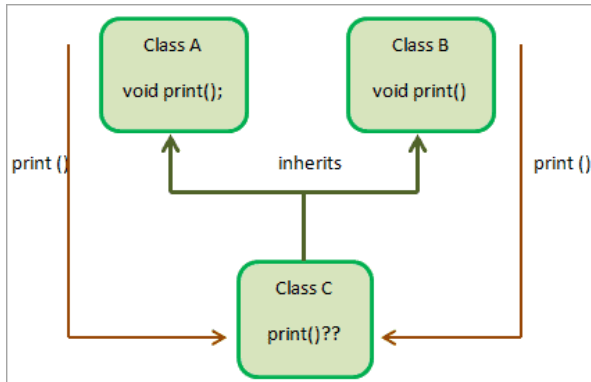 Class A
void print();
Class B
void print()
print ()
inherits
print ()
Class C
print()??